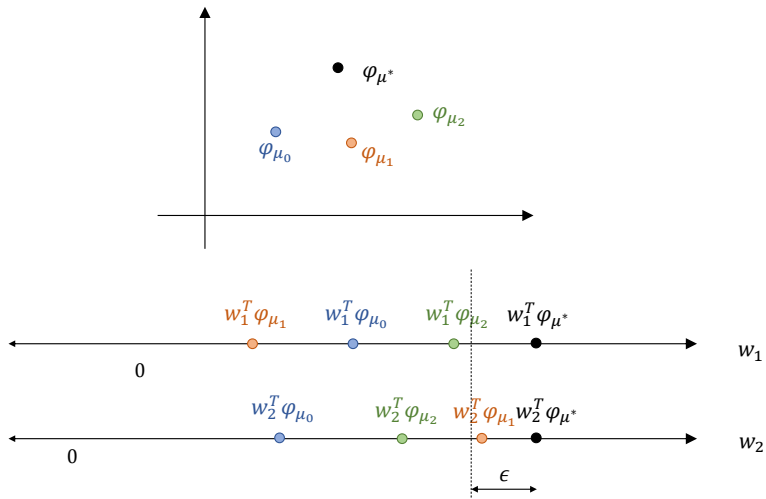 φ_{μ*}
φ_{μ_2}
φ_{μ_0}
φ_{μ_1}
w_1^T φ_{μ_1} w_1^T φ_{μ_0} w_1^T φ_{μ_2} w_1^T φ_{μ*}
w_1
0
w_2^T φ_{μ_0} w_2^T φ_{μ_2} w_2^T φ_{μ_1} w_2^T φ_{μ*}
w_2
0
ϵ